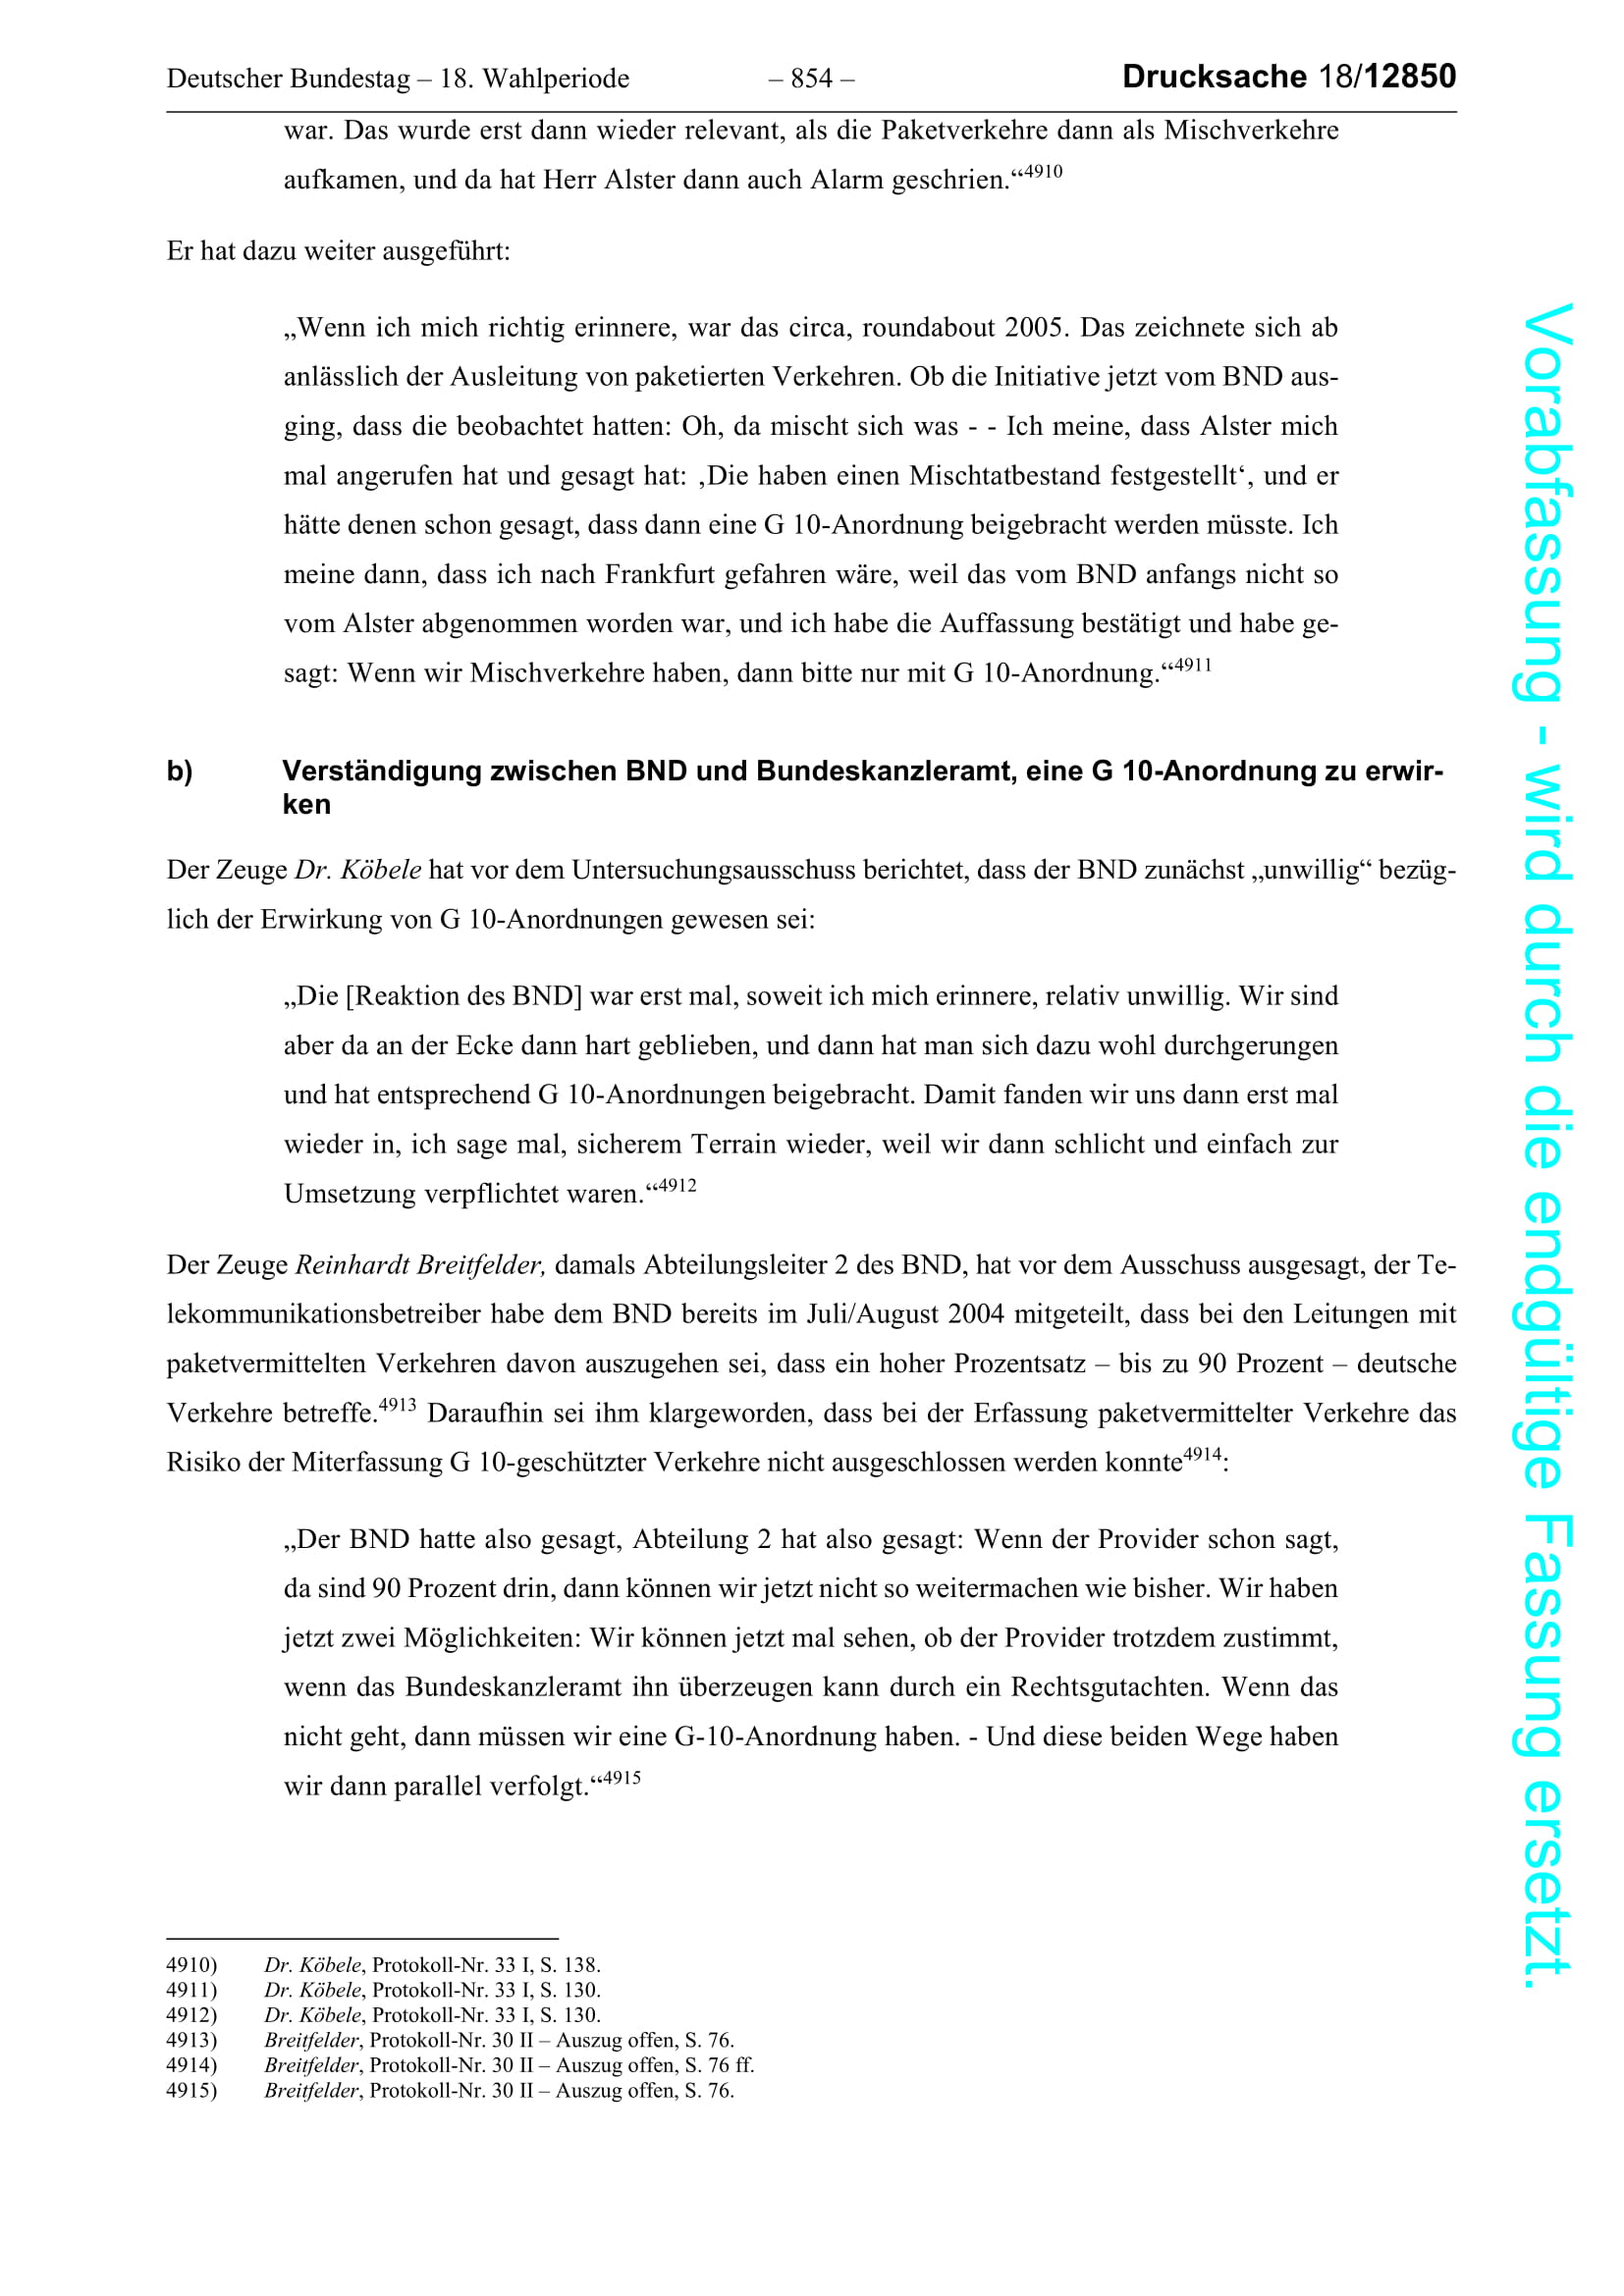 Deutscher Bundestag – 18. Wahlperiode – 854 – Drucksache 18/12850
war. Das wurde erst dann wieder relevant, als die Paketverkehre dann als Mischverkehre
aufkamen, und da hat Herr Alster dann auch Alarm geschrien.“4910
Er hat dazu weiter ausgeführt:
„Wenn ich mich richtig erinnere, war das circa, roundabout 2005. Das zeichnete sich ab
anlässlich der Ausleitung von paketierten Verkehren. Ob die Initiative jetzt vom BND aus-
ging, dass die beobachtet hatten: Oh, da mischt sich was - - Ich meine, dass Alster mich
mal angerufen hat und gesagt hat: ‚Die haben einen Mischtatbestand festgestellt‘, und er
hätte denen schon gesagt, dass dann eine G 10-Anordnung beigebracht werden müsste. Ich
meine dann, dass ich nach Frankfurt gefahren wäre, weil das vom BND anfangs nicht so
vom Alster abgenommen worden war, und ich habe die Auffassung bestätigt und habe ge-
sagt: Wenn wir Mischverkehre haben, dann bitte nur mit G 10-Anordnung.“4911
b) Verständigung zwischen BND und Bundeskanzleramt, eine G 10-Anordnung zu erwir-
ken
Der Zeuge Dr. Köbele hat vor dem Untersuchungsausschuss berichtet, dass der BND zunächst „unwillig“ bezüg-
lich der Erwirkung von G 10-Anordnungen gewesen sei:
„Die [Reaktion des BND] war erst mal, soweit ich mich erinnere, relativ unwillig. Wir sind
aber da an der Ecke dann hart geblieben, und dann hat man sich dazu wohl durchgerungen
und hat entsprechend G 10-Anordnungen beigebracht. Damit fanden wir uns dann erst mal
wieder in, ich sage mal, sicherem Terrain wieder, weil wir dann schlicht und einfach zur
Umsetzung verpflichtet waren.“4912
Der Zeuge Reinhardt Breitfelder, damals Abteilungsleiter 2 des BND, hat vor dem Ausschuss ausgesagt, der Te-
lekommunikationsbetreiber habe dem BND bereits im Juli/August 2004 mitgeteilt, dass bei den Leitungen mit
paketvermittelten Verkehren davon auszugehen sei, dass ein hoher Prozentsatz – bis zu 90 Prozent – deutsche
Verkehre betreffe.4913 Daraufhin sei ihm klargeworden, dass bei der Erfassung paketvermittelter Verkehre das
Risiko der Miterfassung G 10-geschützter Verkehre nicht ausgeschlossen werden konnte4914:
„Der BND hatte also gesagt, Abteilung 2 hat also gesagt: Wenn der Provider schon sagt,
da sind 90 Prozent drin, dann können wir jetzt nicht so weitermachen wie bisher. Wir haben
jetzt zwei Möglichkeiten: Wir können jetzt mal sehen, ob der Provider trotzdem zustimmt,
wenn das Bundeskanzleramt ihn überzeugen kann durch ein Rechtsgutachten. Wenn das
nicht geht, dann müssen wir eine G-10-Anordnung haben. - Und diese beiden Wege haben
wir dann parallel verfolgt.“4915
4910) Dr. Köbele, Protokoll-Nr. 33 I, S. 138.
4911) Dr. Köbele, Protokoll-Nr. 33 I, S. 130.
4912) Dr. Köbele, Protokoll-Nr. 33 I, S. 130.
4913) Breitfelder, Protokoll-Nr. 30 II – Auszug offen, S. 76.
4914) Breitfelder, Protokoll-Nr. 30 II – Auszug offen, S. 76 ff.
4915) Breitfelder, Protokoll-Nr. 30 II – Auszug offen, S. 76.
Vorabfassung - wird durch die endgültige Fassung ersetzt.